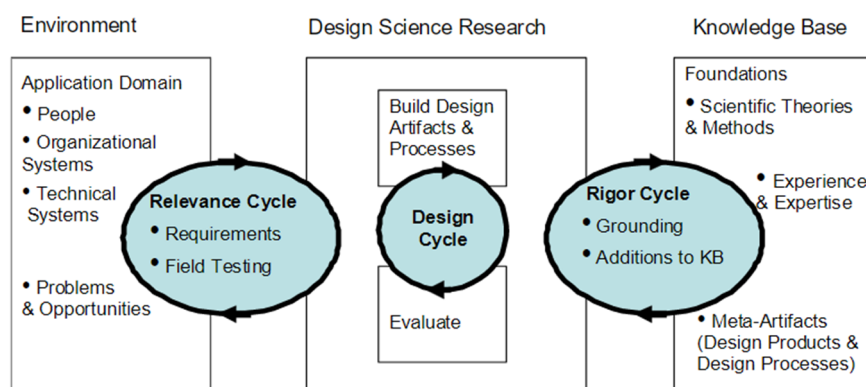 Environment
Design Science Research
Knowledge Base
Application Domain
• People
• Organizational
Systems
• Technical
Systems
• Problems
& Opportunities
Relevance Cycle
• Requirements
• Field Testing
Build Design
Artifacts &
Processes
Design
Cycle
Evaluate
Rigor Cycle
• Grounding
• Additions to KB
Foundations
• Scientific Theories
& Methods
• Experience
& Expertise
• Meta-Artifacts
(Design Products &
Design Processes)